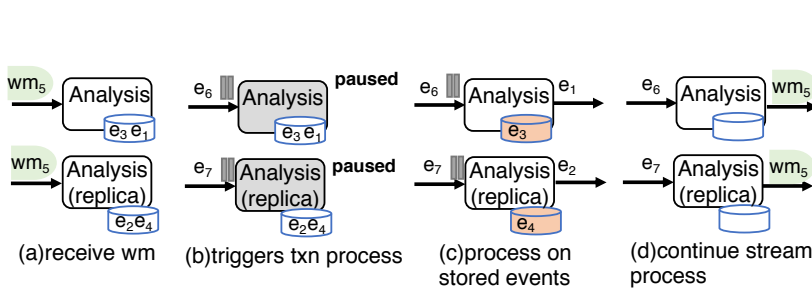 wm5
Analysis
e3 e1
wm5
Analysis
(replica)
e2e4
(a)receive wm
e6
Analysis
paused
e3 e1
e7
Analysis
(replica)
paused
e2e4
(b)triggers txn process
e6
Analysis
e1
e3
e7
Analysis
(replica)
e2
e4
(c)process on
stored events
e6
Analysis
wm5
e7
Analysis
(replica)
wm5
(d)continue stream
process